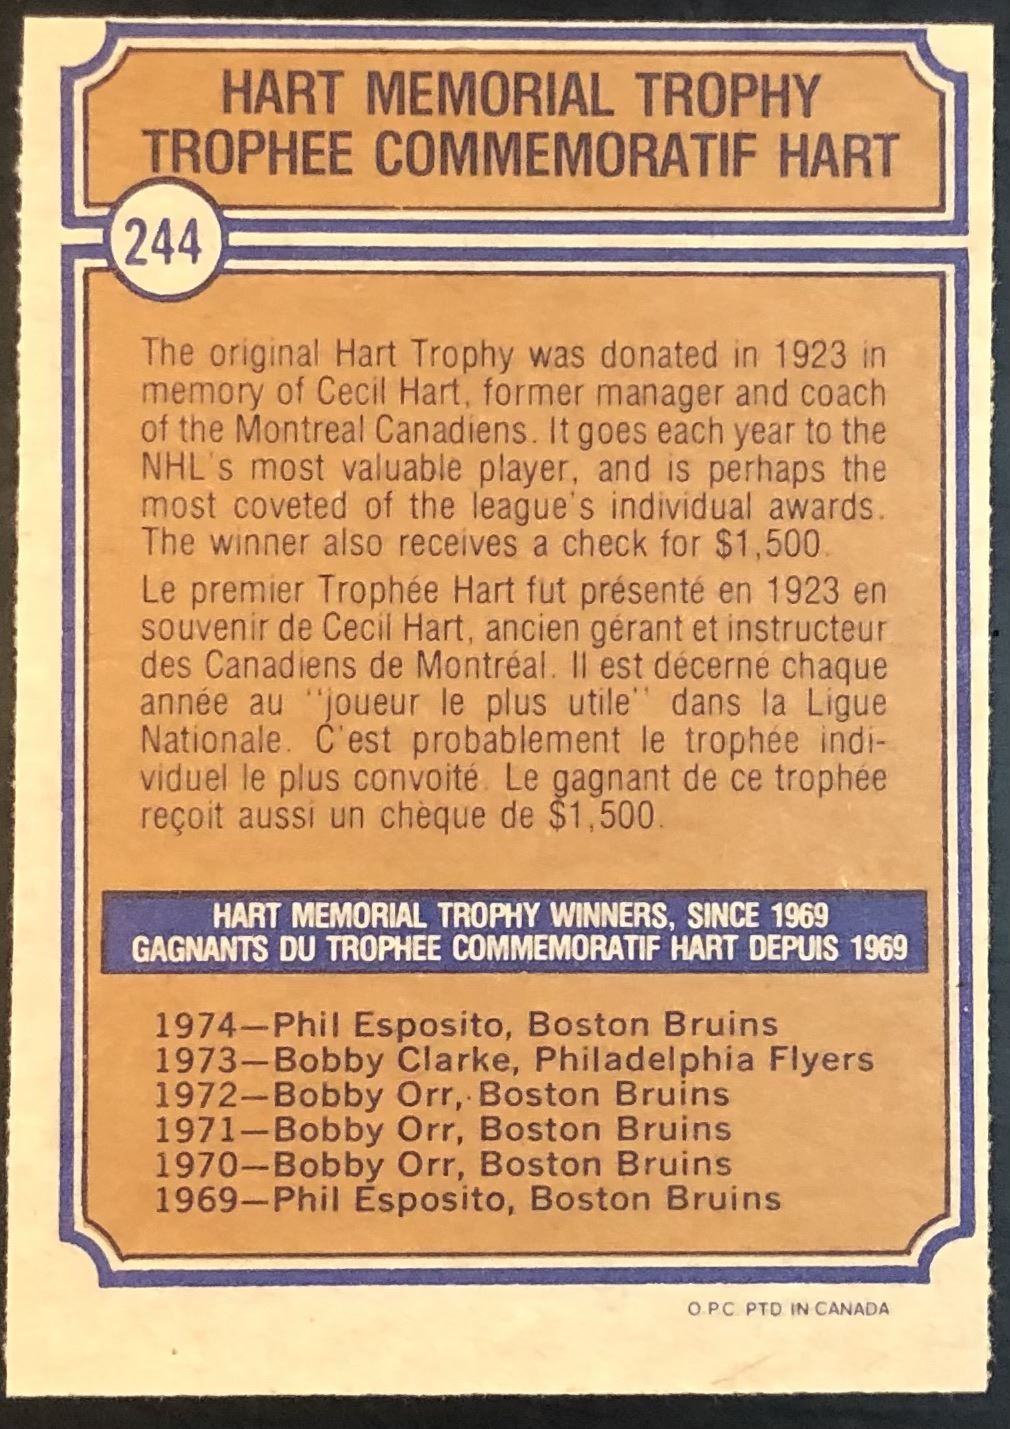 HART MEMORIAL TROPHY
TROPHEE COMMEMORATIF HART
244
The original Hart Trophy was donated in 1923 in
memory of Cecil Hart, former manager and coach
of the Montreal Canadiens. It goes each year to the
NHL's most valuable player, and is perhaps the
most coveted of the league's individual awards.
The winner also receives a check for $1,500.
Le premier Trophée Hart fut présenté en 1923 en
souvenir de Cecil Hart, ancien gérant et instructeur
des Canadiens de Montréal. Il est décerné chaque
année au "joueur le plus utile" dans la Ligue
Nationale. C'est probablement le trophée indi-
viduel le plus convoité. Le gagnant de ce trophée
reçoit aussi un chèque de $1,500.
HART MEMORIAL TROPHY WINNERS, SINCE 1969
GAGNANTS DU TROPHEE COMMEMORATIF HART DEPUIS 1969
1974—Phil Esposito, Boston Bruins
1973—Bobby Clarke, Philadelphia Flyers
1972—Bobby Orr, Boston Bruins
1971—Bobby Orr, Boston Bruins
1970—Bobby Orr, Boston Bruins
1969—Phil Esposito, Boston Bruins
O.P.C. PTD. IN CANADA